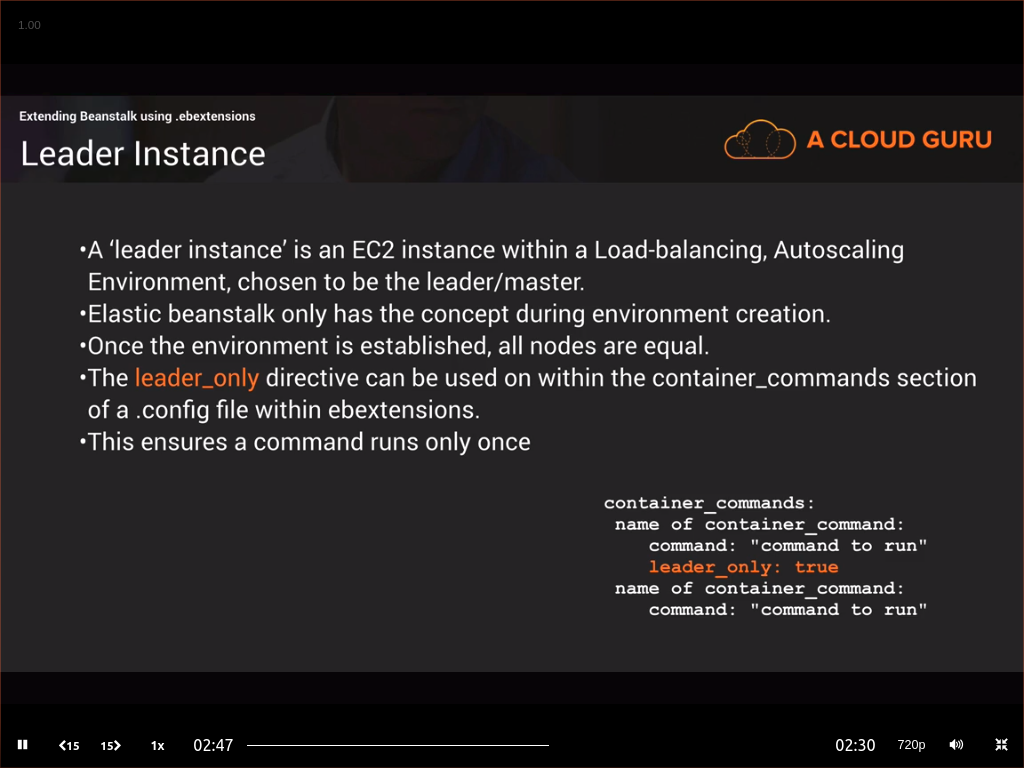 1.00
Extending Beanstalk using .ebextensions
Leader Instance
A CLOUD GURU
•A ‘leader instance’ is an EC2 instance within a Load-balancing, Autoscaling
Environment, chosen to be the leader/master.
•Elastic beanstalk only has the concept during environment creation.
•Once the environment is established, all nodes are equal.
•The leader_only directive can be used on within the container_commands section
of a .config file within ebextensions.
•This ensures a command runs only once
container_commands:
name of container_command:
command: "command to run"
leader_only: true
name of container_command:
command: "command to run"
15 15 1x 02:47 02:30 720p